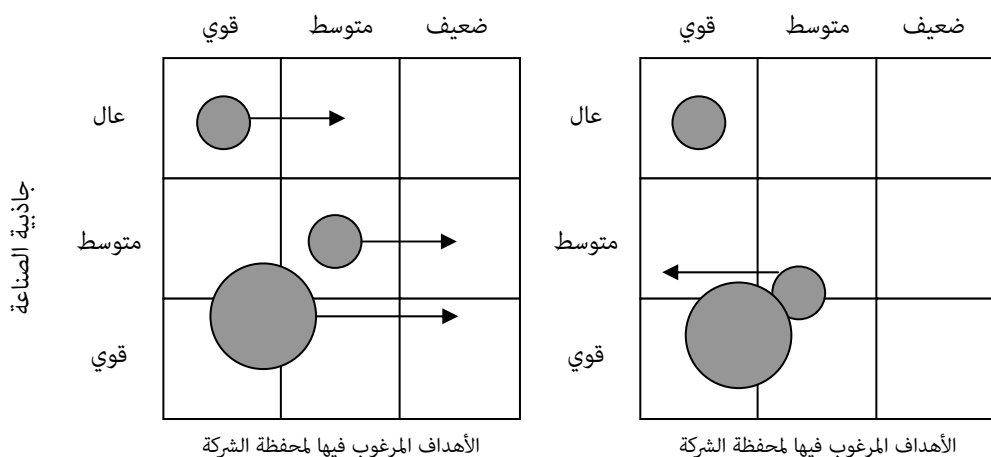 قوي متوسط ضعيف
قوي متوسط ضعيف
عال
عال
جاذبية الصناعة
متوسط
متوسط
قوي
قوي
الأهداف المرغوب فيها لمحفظة الشركة
الأهداف المرغوب فيها لمحفظة الشركة